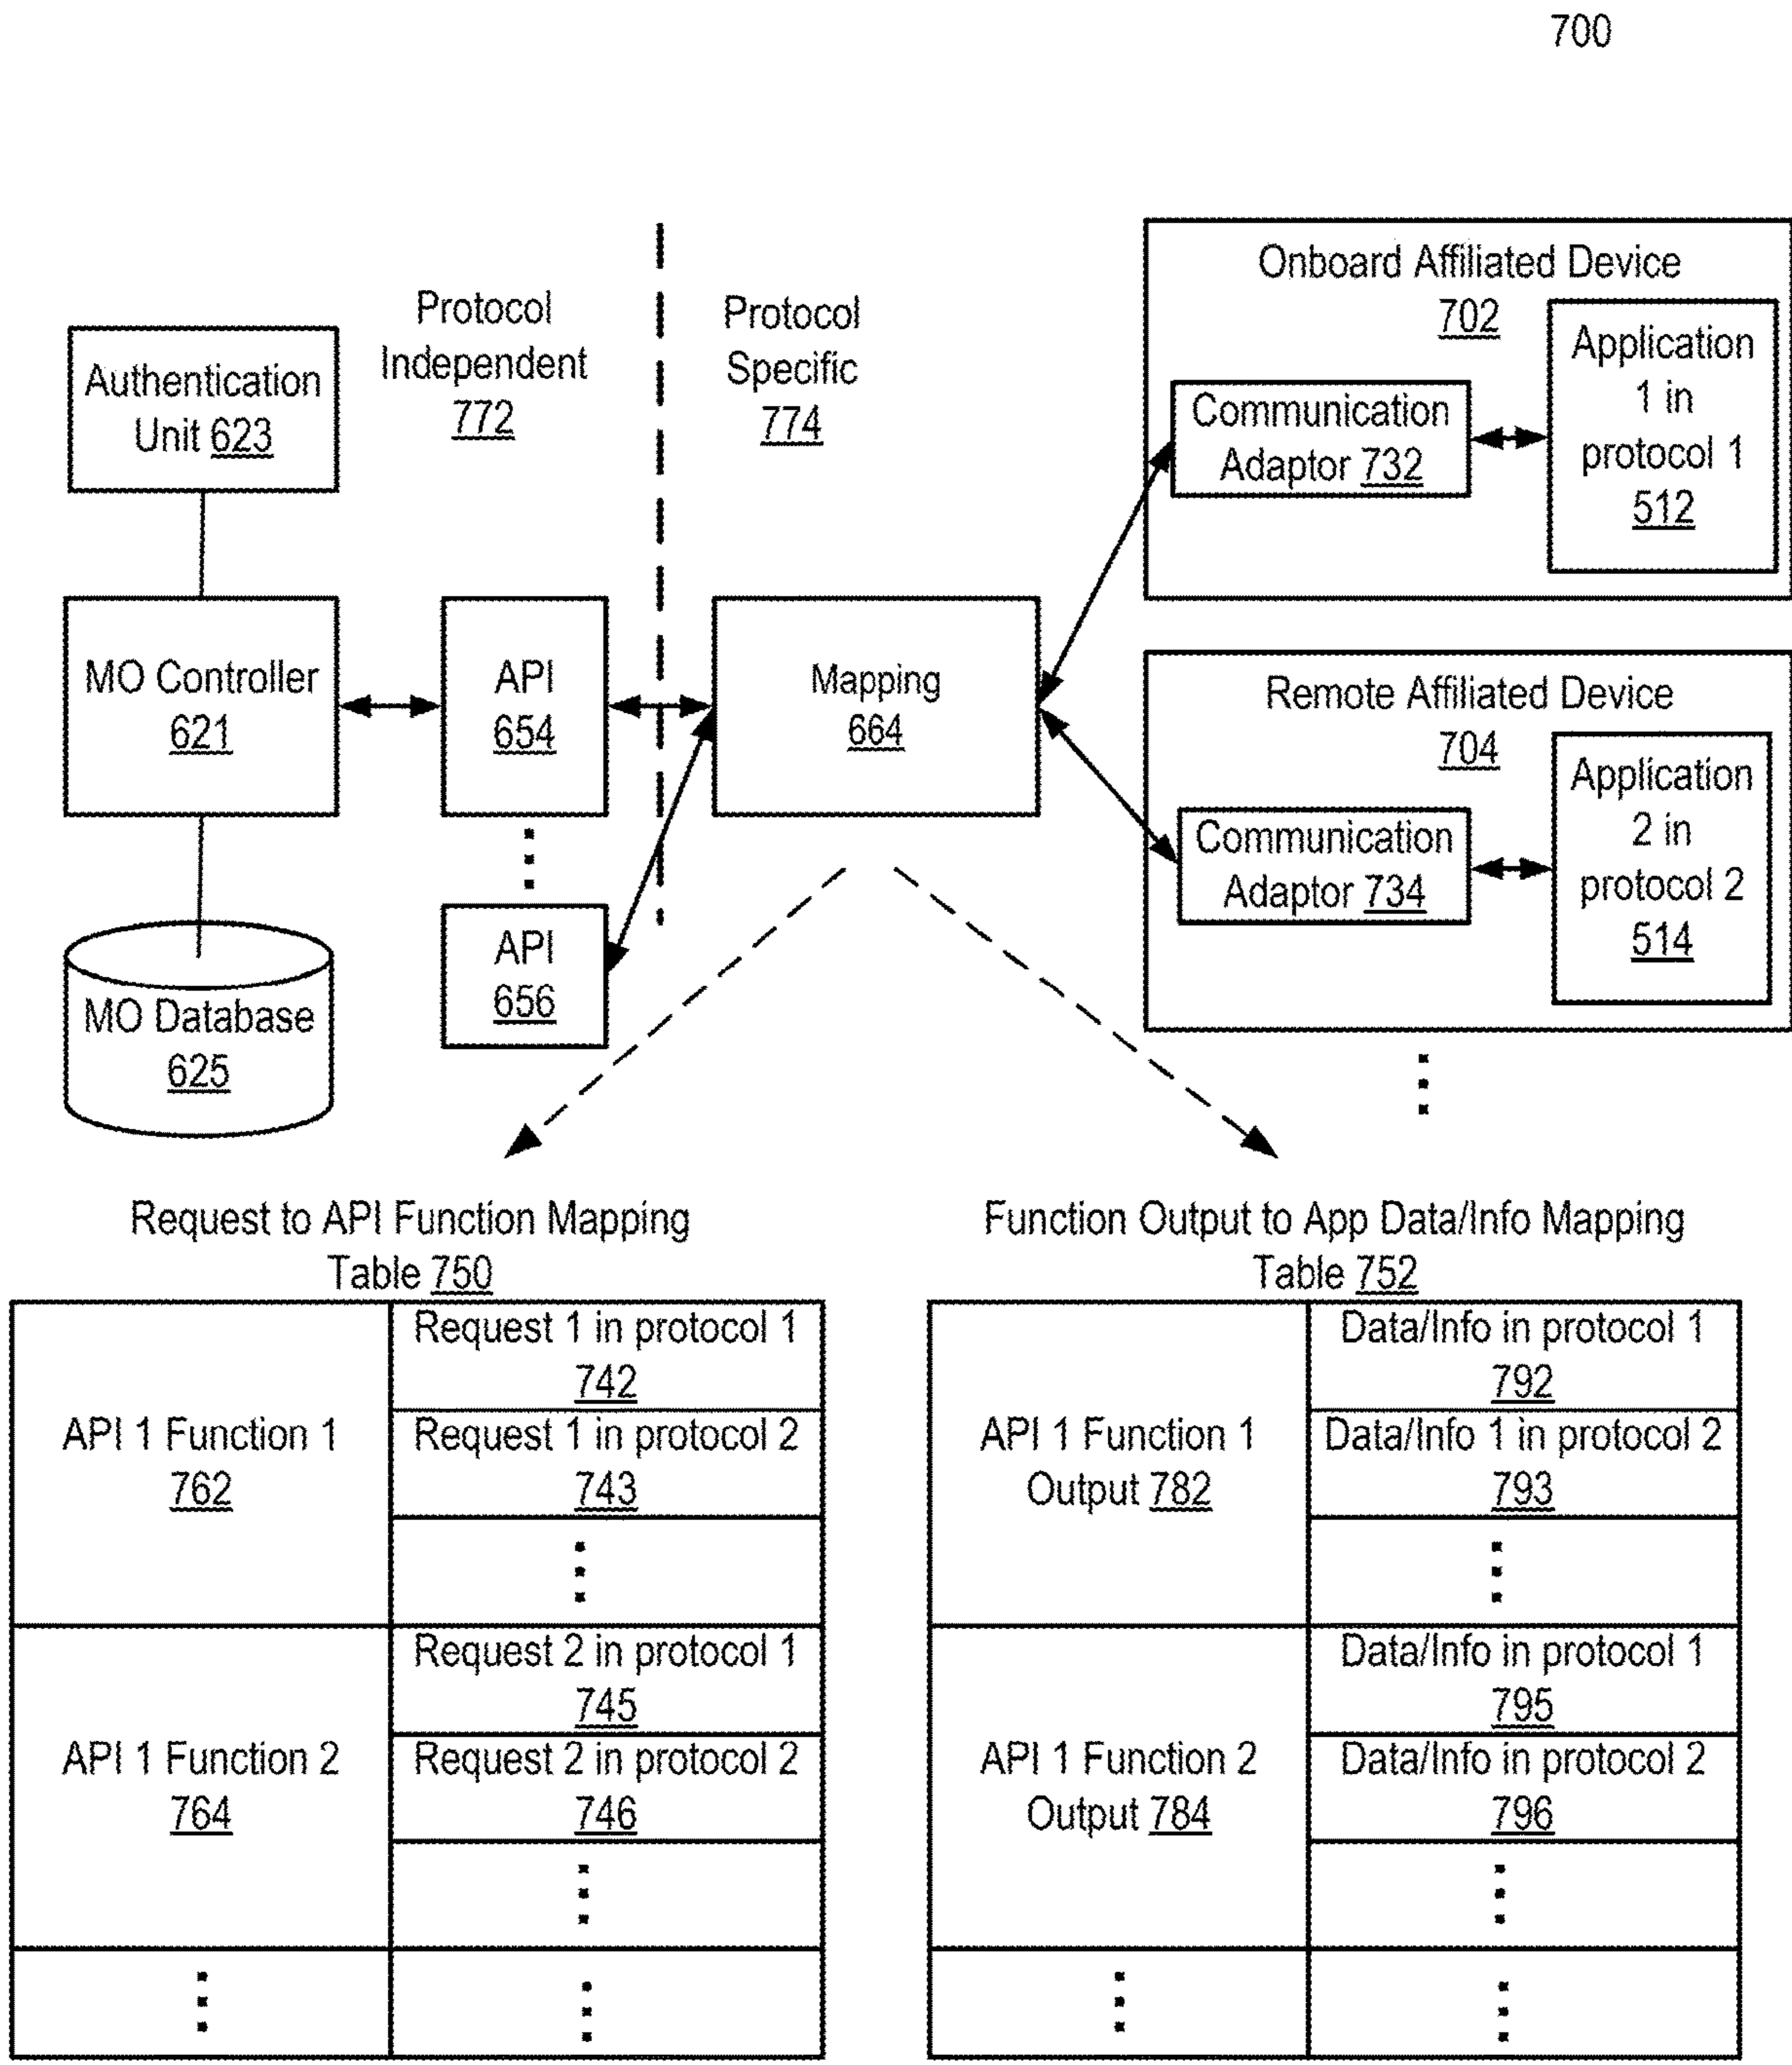 700
Authentication
Unit 623
Protocol
Independent
772
Protocol
Specific
774
Onboard Affiliated Device
702
Communication
Adaptor 732
Application
1 in
protocol 1
512
MO Controller
621
API
654
Mapping
664
Remote Affiliated Device
704
Communication
Adaptor 734
Application
2 in
protocol 2
514
API
656
MO Database
625
Request to API Function Mapping
Table 750
API 1 Function 1
762
Request 1 in protocol 1
742
Request 1 in protocol 2
743
API 1 Function 2
764
Request 2 in protocol 1
745
Request 2 in protocol 2
746
Function Output to App Data/Info Mapping
Table 752
API 1 Function 1
Output 782
Data/Info in protocol 1
792
Data/Info 1 in protocol 2
793
API 1 Function 2
Output 784
Data/Info in protocol 1
795
Data/Info in protocol 2
796